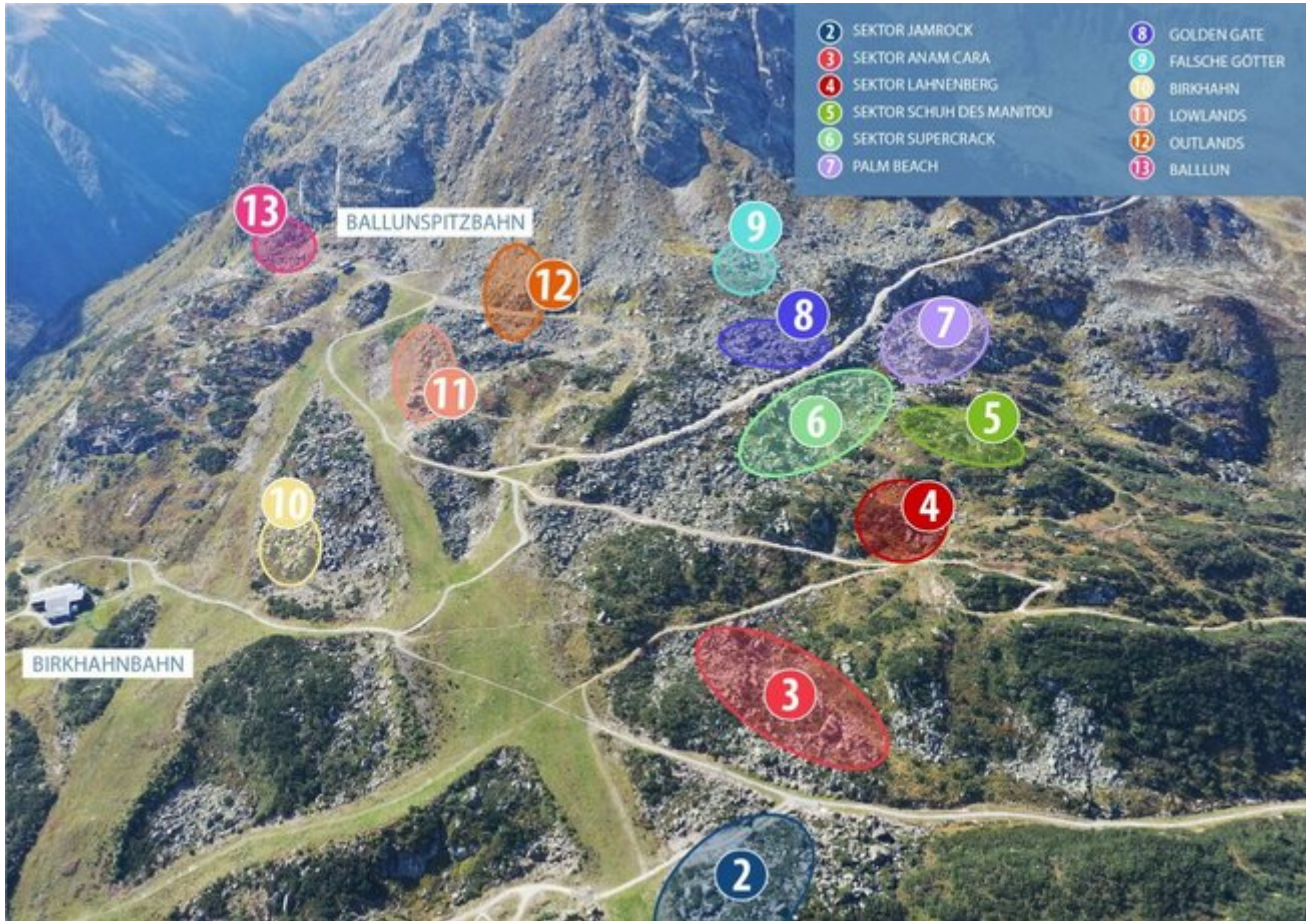 2 SEKTOR JAMROCK
3 SEKTOR ANAM CARA
4 SEKTOR LAHNENBERG
5 SEKTOR SCHUH DES MANITOU
6 SEKTOR SUPERCRACK
7 PALM BEACH
8 GOLDEN GATE
9 FALSCHE GÖTTER
10 BIRKHAHN
11 LOWLANDS
12 OUTLANDS
13 BALLLUN
13
BALLUNSPITZBAHN
9
12
8
7
11
6
5
10
4
BIRKHAHNBAHN
3
2